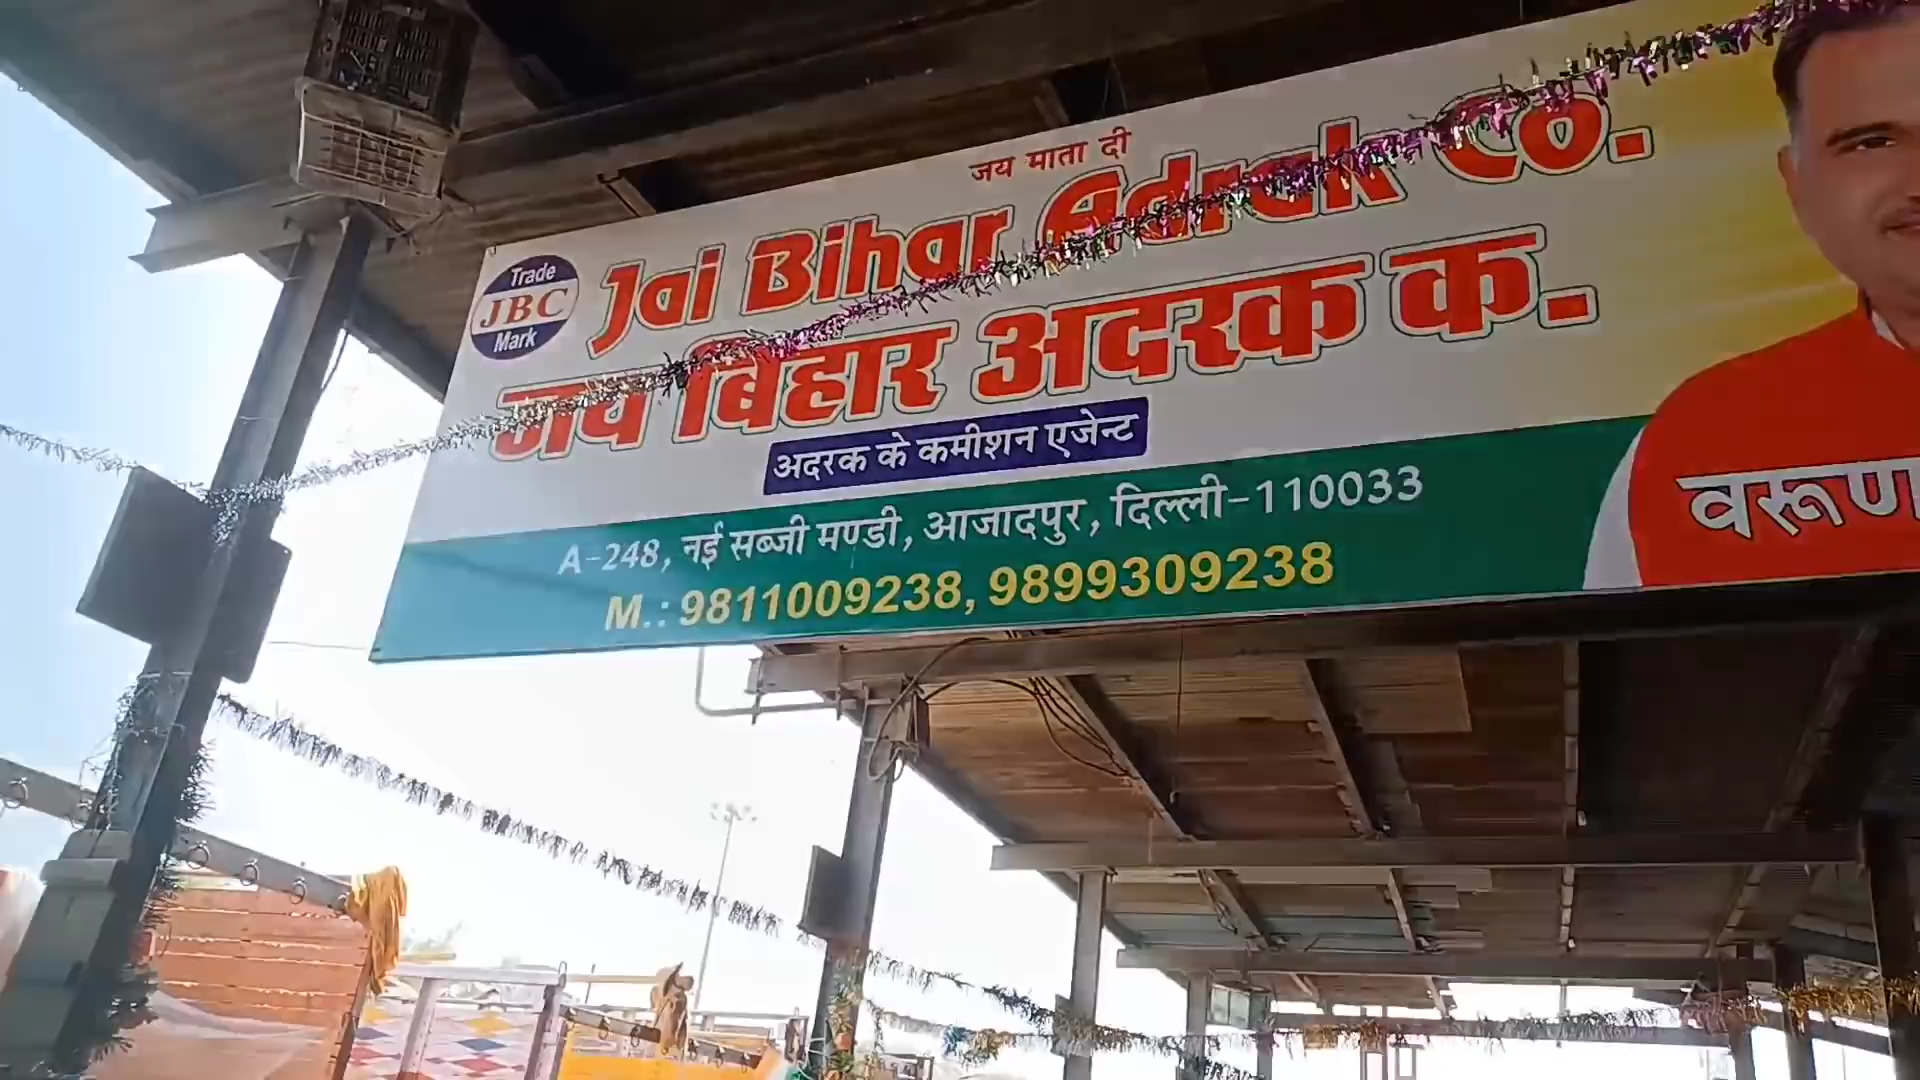 जय माता दी
Trade
JBC
Mark
Jai Bihar Adrak Co.
जय बिहार अदरक क.
अदरक के कमीशन एजेन्ट
A-248, नई सब्जी मण्डी, आजादपुर, दिल्ली-110033
M.: 9811009238, 9899309238
वरूण